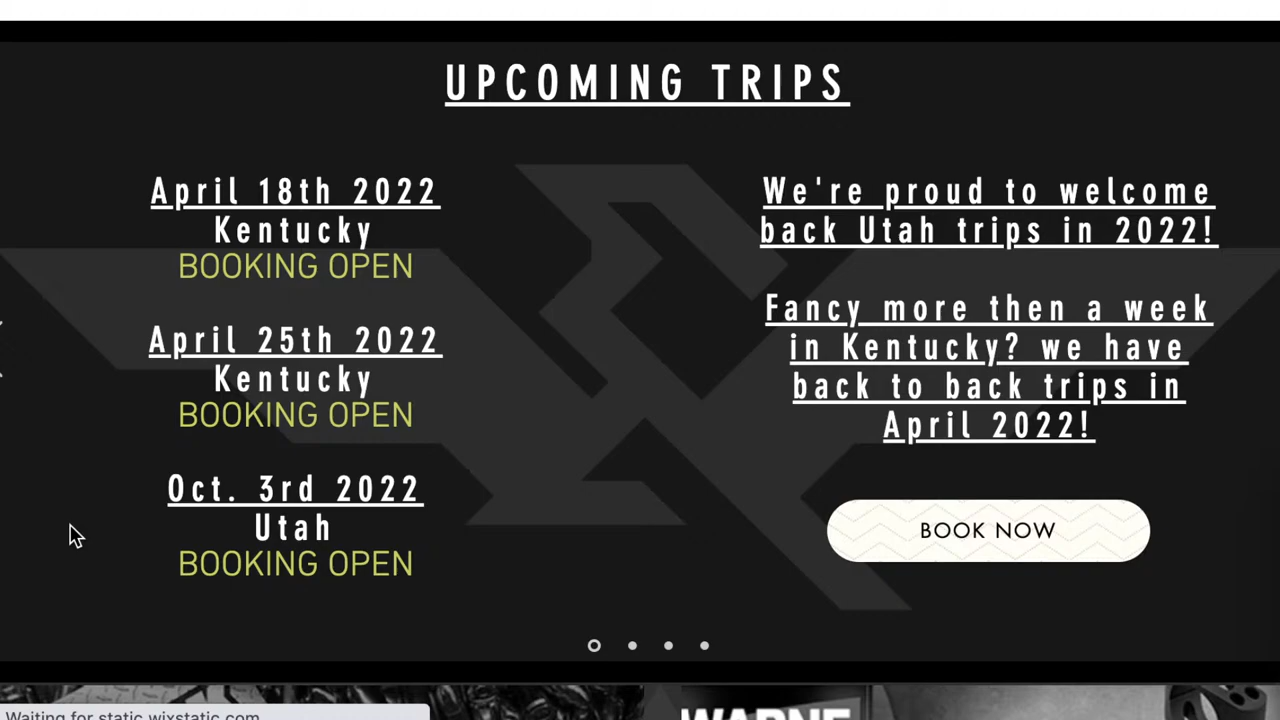 UPCOMING TRIPS
April 18th 2022
Kentucky
BOOKING OPEN
April 25th 2022
Kentucky
BOOKING OPEN
Oct. 3rd 2022
Utah
BOOKING OPEN
We're proud to welcome
back Utah trips in 2022!
Fancy more then a week
in Kentucky? we have
back to back trips in
April 2022!
BOOK NOW
Waiting for static.wixstatic.com
WARNE